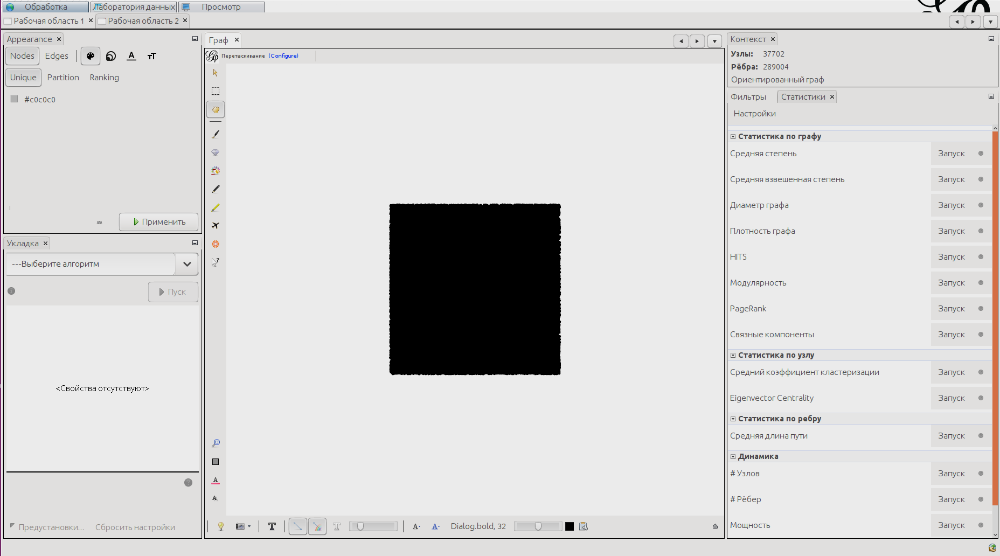 Обработка
Лаборатория данных
Просмотр
Рабочая область 1
Рабочая область 2
Appearance
Nodes Edges
Unique Partition Ranking
#c0c0c0
Применить
Укладка
---Выберите алгоритм
Пуск
<Свойства отсутствуют>
Предустановки... Сбросить настройки
Граф
Перетаскивание (Configure)
Dialog.bold, 32
Контекст
Узлы: 37702
Рёбра: 289004
Ориентированный граф
Фильтры Статистики
Настройки
Статистика по графу
Средняя степень Запуск
Средняя взвешенная степень Запуск
Диаметр графа Запуск
Плотность графа Запуск
HITS Запуск
Модулярность Запуск
PageRank Запуск
Связные компоненты Запуск
Статистика по узлу
Средний коэффициент кластеризации Запуск
Eigenvector Centrality Запуск
Статистика по ребру
Средняя длина пути Запуск
Динамика
# Узлов Запуск
# Рёбер Запуск
Мощность Запуск